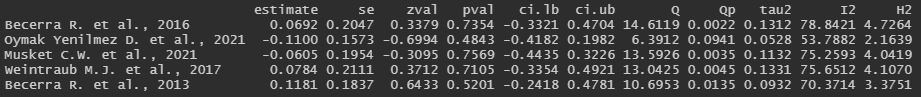 estimate se zval pval ci.lb ci.ub Q Qp tau2 I2 H2
Becerra R. et al., 2016 0.0692 0.2047 0.3379 0.7354 -0.3321 0.4704 14.6119 0.0022 0.1312 78.8421 4.7264
Oymak Yenilmez D. et al., 2021 -0.1100 0.1573 -0.6994 0.4843 -0.4182 0.1982 6.3912 0.0941 0.0528 53.7882 2.1639
Musket C.W. et al., 2021 -0.0605 0.1954 -0.3095 0.7569 -0.4435 0.3226 13.5926 0.0035 0.1132 75.2593 4.0419
Weintraub M.J. et al., 2017 0.0784 0.2111 0.3712 0.7105 -0.3354 0.4921 13.0425 0.0045 0.1331 75.6512 4.1070
Becerra R. et al., 2013 0.1181 0.1837 0.6433 0.5201 -0.2418 0.4781 10.6953 0.0135 0.0932 70.3714 3.3751